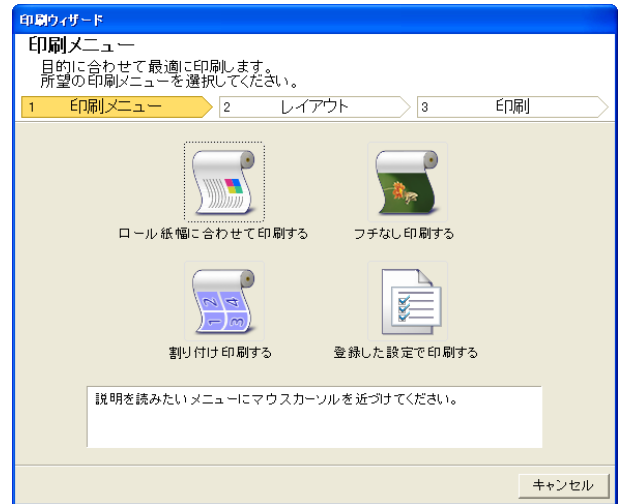 印刷ウィザード
印刷メニュー
目的に合わせて最適に印刷します。
所望の印刷メニューを選択してください。
1 印刷メニュー 2 レイアウト 3 印刷
ロール紙幅に合わせて印刷する フチなし印刷する
1 2 3 4
割り付け印刷する 登録した設定で印刷する
説明を読みたいメニューにマウスカーソルを近づけてください。
キャンセル